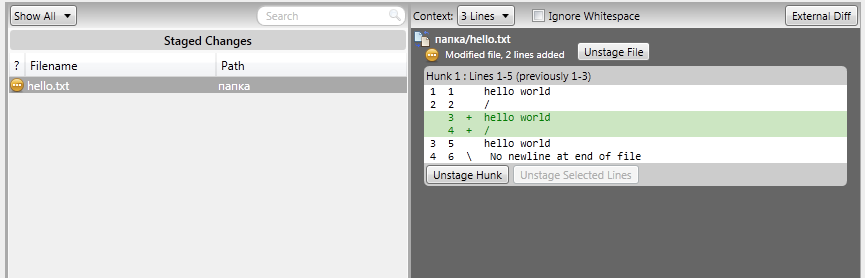 Show All
Search
Context: 3 Lines
Ignore Whitespace
External Diff
Staged Changes
? Filename Path
hello.txt папка
папка/hello.txt
Modified file, 2 lines added
Unstage File
Hunk 1 : Lines 1-5 (previously 1-3)
1 1 hello world
2 2 /
3 + hello world
4 + /
3 5 hello world
4 6 \ No newline at end of file
Unstage Hunk
Unstage Selected Lines